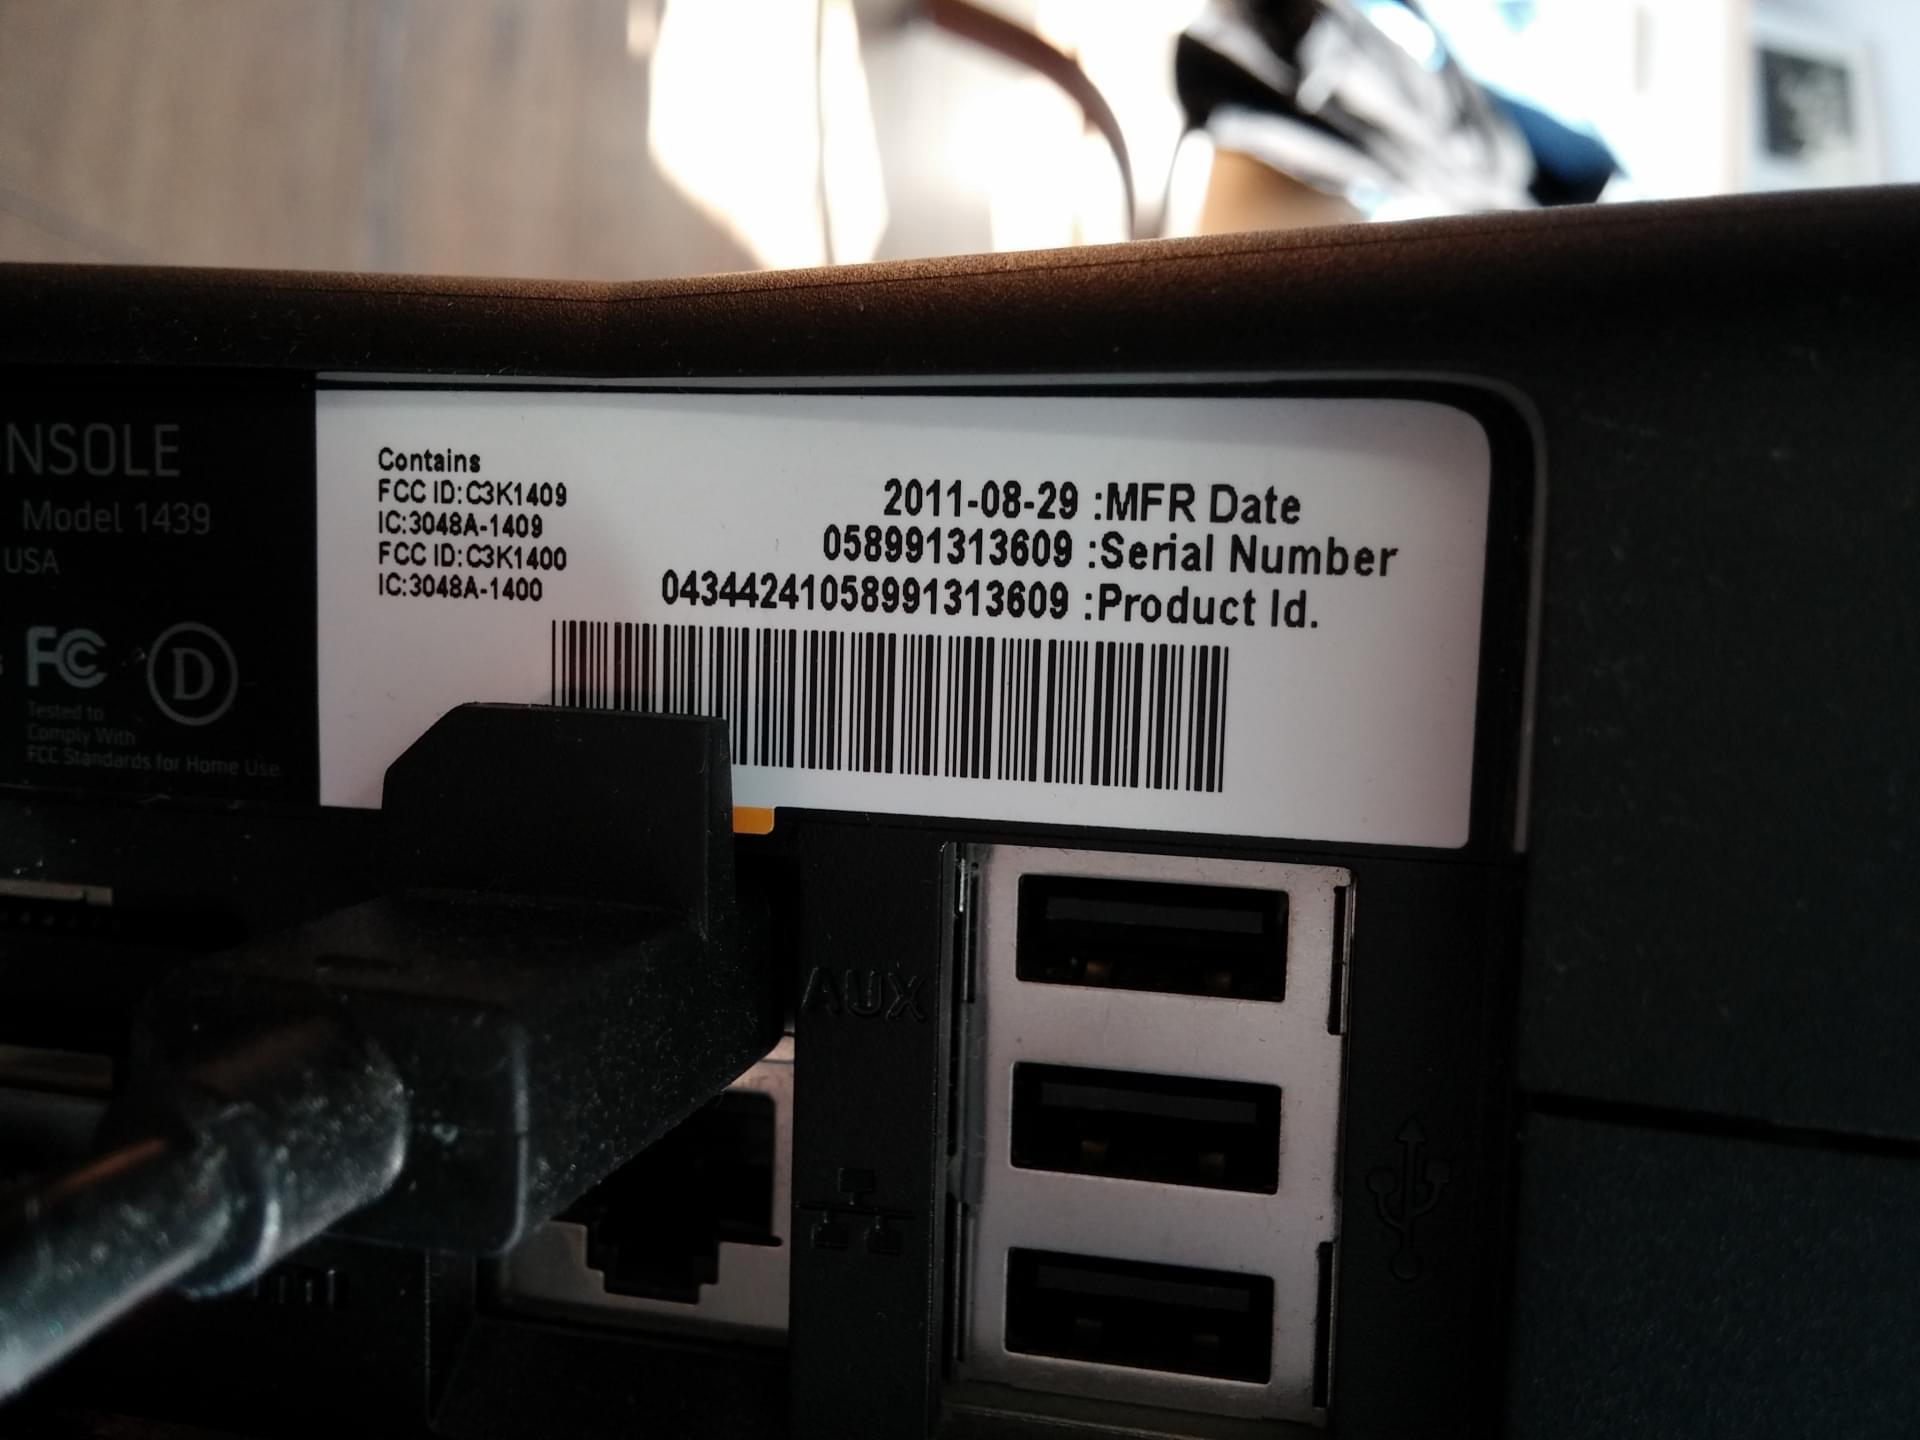 NSOLE
Model 1439
USA
FC
D
Tested to
Comply With
FCC Standards for Home Use
Contains
FCC ID:C3K1409
IC:3048A-1409
FCC ID:C3K1400
IC:3048A-1400
2011-08-29 :MFR Date
058991313609 :Serial Number
04344241058991313609 :Product Id.
AUX